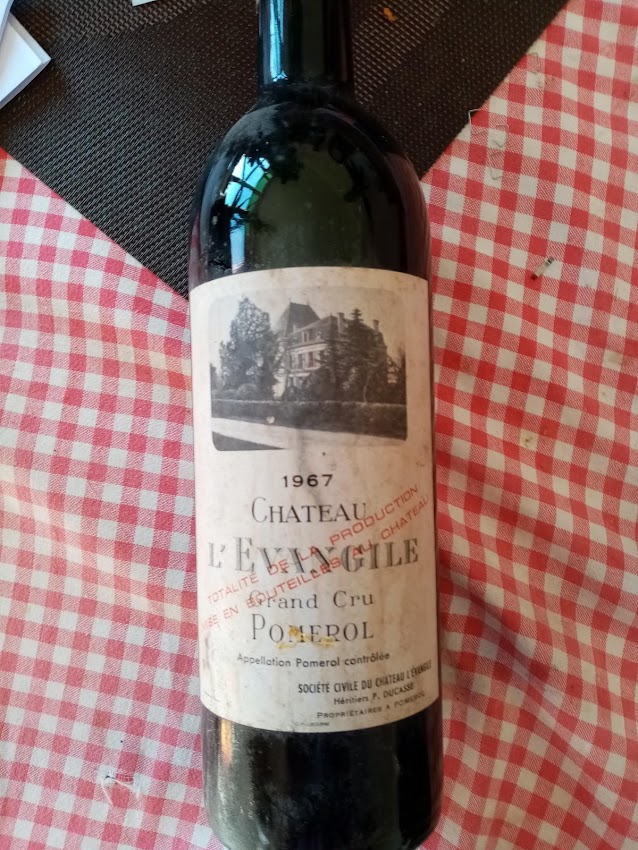 1967
CHATEAU
L'EVANGILE
TOTALITÉ DE LA PRODUCTION
MISE EN BOUTEILLES AU CHATEAU
Grand Cru
POMEROL
Appellation Pomerol contrôlée
SOCIÉTÉ CIVILE DU CHATEAU L'ÉVANGILE
Héritiers P. DUCASSE
PROPRIÉTAIRES A POMEROL